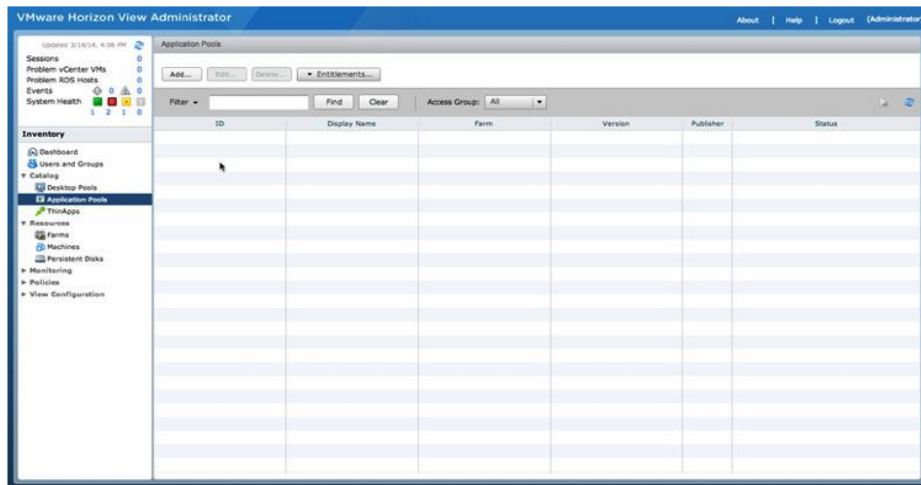 VMware Horizon View Administrator
About | Help | Logout (Administrator
Updated 3/14/14, 4:06 PM
Sessions 0
Problem vCenter VMs 0
Problem RDS Hosts 0
Events 0 0
System Health
1 2 1 0
Inventory
Dashboard
Users and Groups
Catalog
Desktop Pools
Application Pools
ThinApps
Resources
Farms
Machines
Persistent Disks
Monitoring
Policies
View Configuration
Application Pools
Add... Edit... Delete... Entitlements...
Filter Find Clear Access Group: All
ID Display Name Farm Version Publisher Status